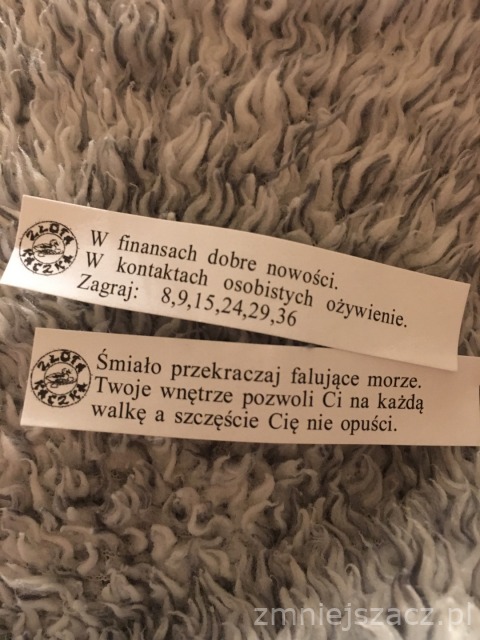 ZŁOTA KACZKA
W finansach dobre nowości.
W kontaktach osobistych ożywienie.
Zagraj: 8,9,15,24,29,36
ZŁOTA KACZKA
Śmiało przekraczaj falujące morze.
Twoje wnętrze pozwoli Ci na każdą
walkę a szczęście Cię nie opuści.
zmniejszacz.pl